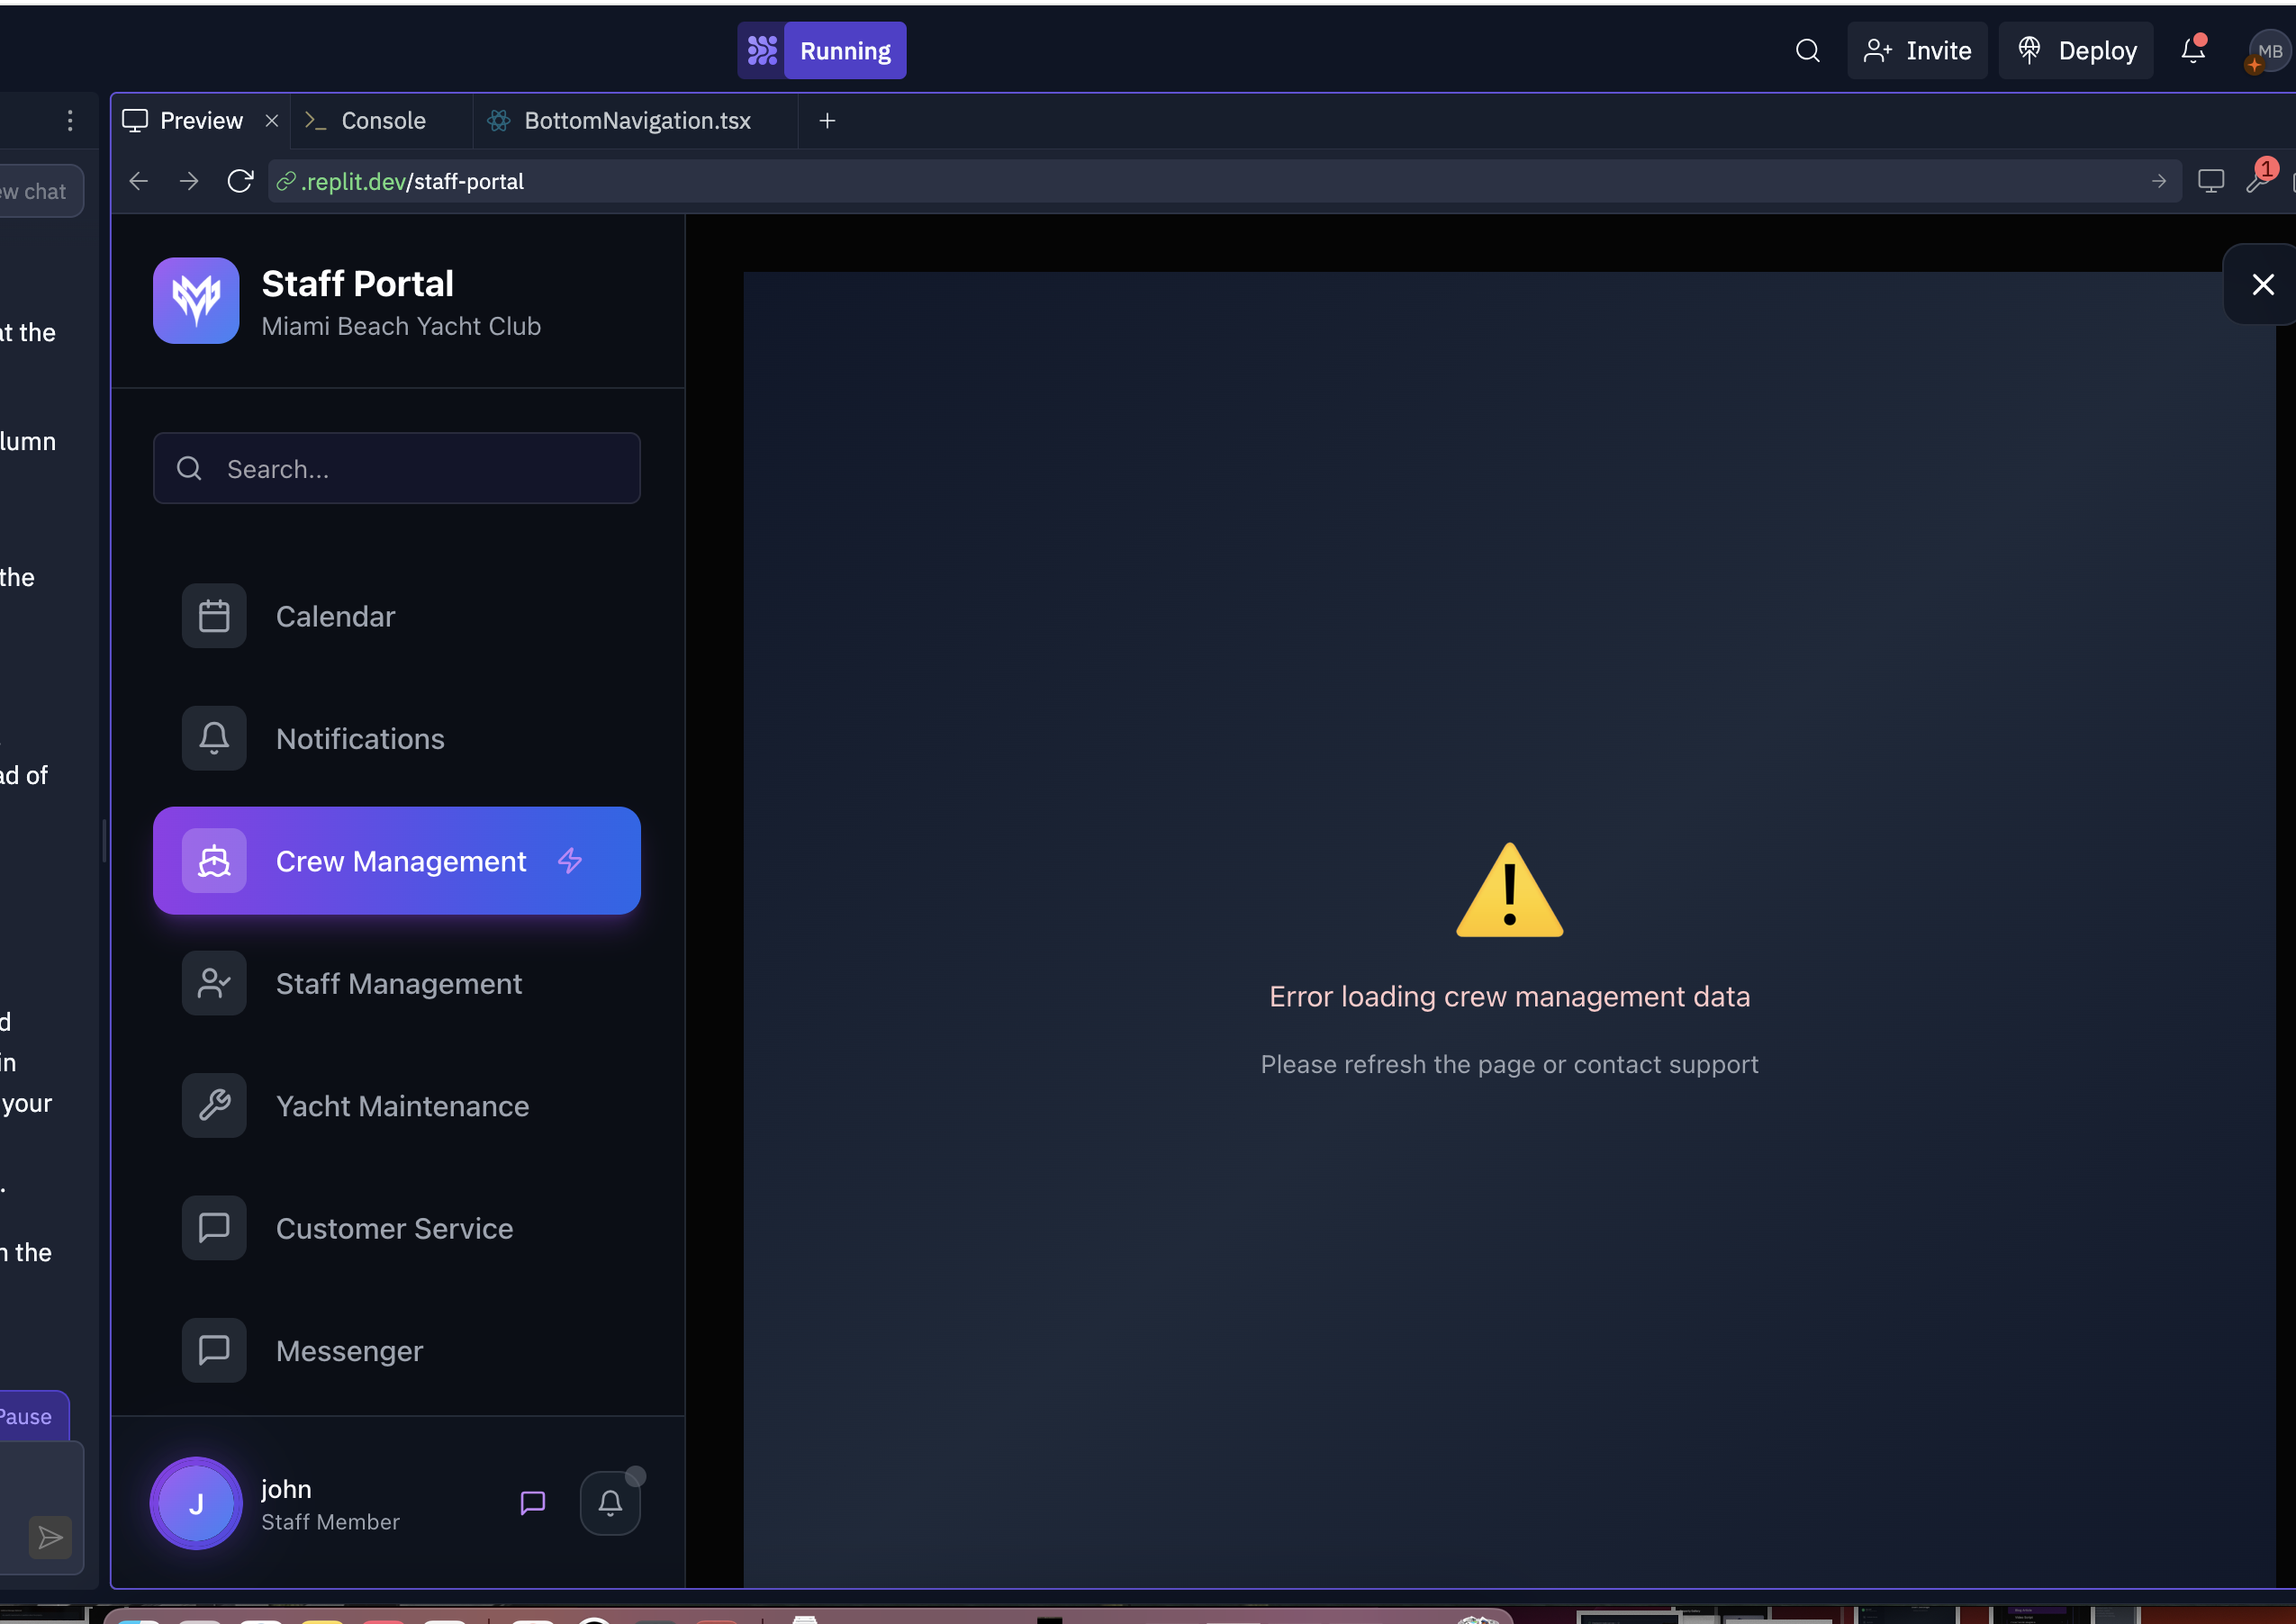 Running
Invite
Deploy
MB
Preview
Console
BottomNavigation.tsx
ew chat
.replit.dev/staff-portal
1
at the
lumn
the
ad of
d
in
your
.
n the
Pause
Staff Portal
Miami Beach Yacht Club
Search...
Calendar
Notifications
Crew Management
Staff Management
Yacht Maintenance
Customer Service
Messenger
J
john
Staff Member
Error loading crew management data
Please refresh the page or contact support